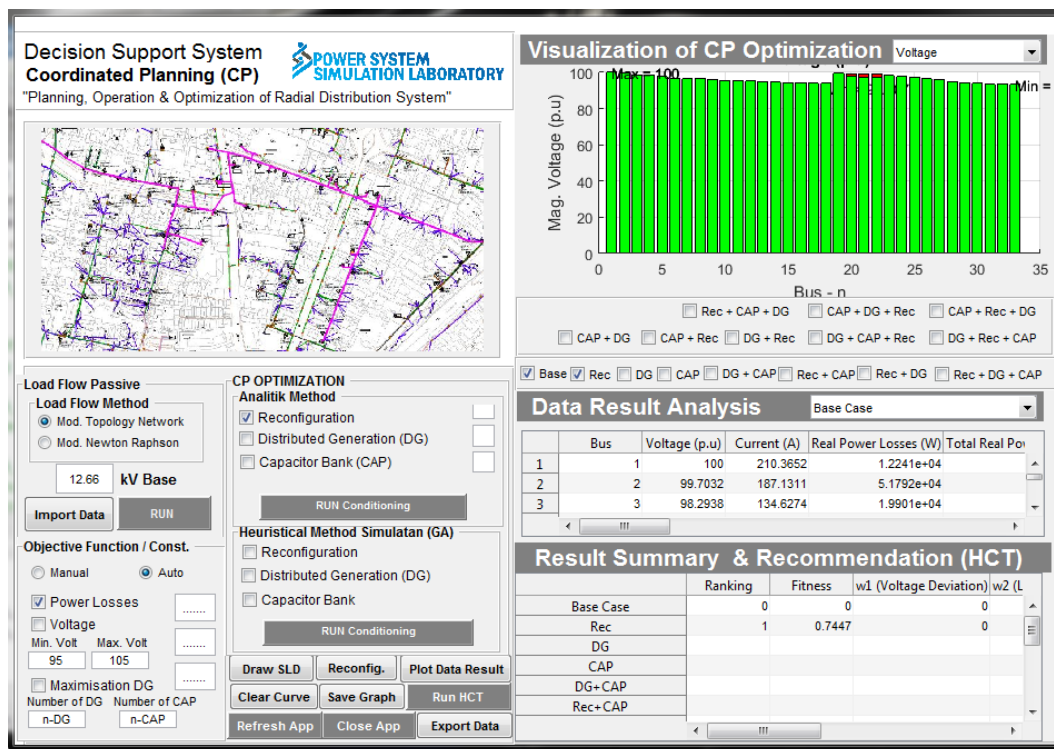 Decision Support System
Coordinated Planning (CP)
POWER SYSTEM
SIMULATION LABORATORY
"Planning, Operation & Optimization of Radial Distribution System"
Load Flow Passive
Load Flow Method
Mod. Topology Network
Mod. Newton Raphson
12.66 kV Base
Import Data RUN
Objective Function / Const.
Manual Auto
Power Losses .......
Voltage
Min. Volt Max. Volt .......
95 105
Maximisation DG .......
Number of DG Number of CAP
n-DG n-CAP
CP OPTIMIZATION
Analitik Method
Reconfiguration
Distributed Generation (DG)
Capacitor Bank (CAP)
RUN Conditioning
Heuristical Method Simulatan (GA)
Reconfiguration
Distributed Generation (DG)
Capacitor Bank
RUN Conditioning
Draw SLD Reconfig. Plot Data Result
Clear Curve Save Graph Run HCT
Refresh App Close App Export Data
Visualization of CP Optimization Voltage
Max = 100
Min =
Mag. Voltage (p.u)
100
80
60
40
20
0
0 5 10 15 20 25 30 35
Bus - n
Rec + CAP + DG CAP + DG + Rec CAP + Rec + DG
CAP + DG CAP + Rec DG + Rec DG + CAP + Rec DG + Rec + CAP
Base Rec DG CAP DG + CAP Rec + CAP Rec + DG Rec + DG + CAP
Data Result Analysis Base Case
Bus Voltage (p.u) Current (A) Real Power Losses (W) Total Real Po
1 1 100 210.3652 1.2241e+04
2 2 99.7032 187.1311 5.1792e+04
3 3 98.2938 134.6274 1.9901e+04
Result Summary & Recommendation (HCT)
Ranking Fitness w1 (Voltage Deviation) w2 (L
Base Case 0 0 0
Rec 1 0.7447 0
DG
CAP
DG+CAP
Rec+CAP